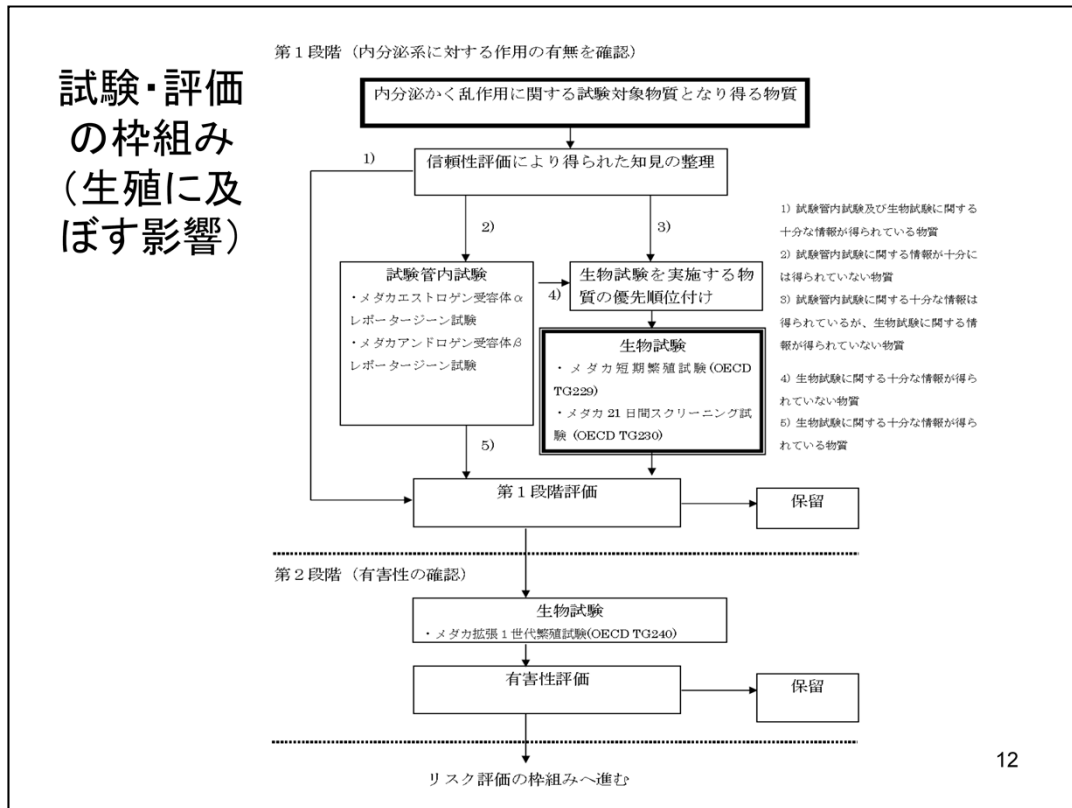 試験・評価
の枠組み
（生殖に及
ぼす影響）
第１段階（内分泌系に対する作用の有無を確認）
内分泌かく乱作用に関する試験対象物質となり得る物質
1)
信頼性評価により得られた知見の整理
2)
3)
試験管内試験
・メダカエストロゲン受容体α
レポータージーン試験
・メダカアンドロゲン受容体β
レポータージーン試験
4)
生物試験を実施する物
質の優先順位付け
生物試験
・メダカ短期繁殖試験(OECD
TG229)
・メダカ 21 日間スクリーニング試
験 (OECD TG230)
1) 試験管内試験及び生物試験に関する
十分な情報が得られている物質
2) 試験管内試験に関する情報が十分に
は得られていない物質
3) 試験管内試験に関する十分な情報は
得られているが、生物試験に関する情
報が得られていない物質
4) 生物試験に関する十分な情報が得ら
れていない物質
5) 生物試験に関する十分な情報が得ら
れている物質
5)
第１段階評価
保留
第２段階（有害性の確認）
生物試験
・メダカ拡張１世代繁殖試験(OECD TG240)
有害性評価
保留
リスク評価の枠組みへ進む
12